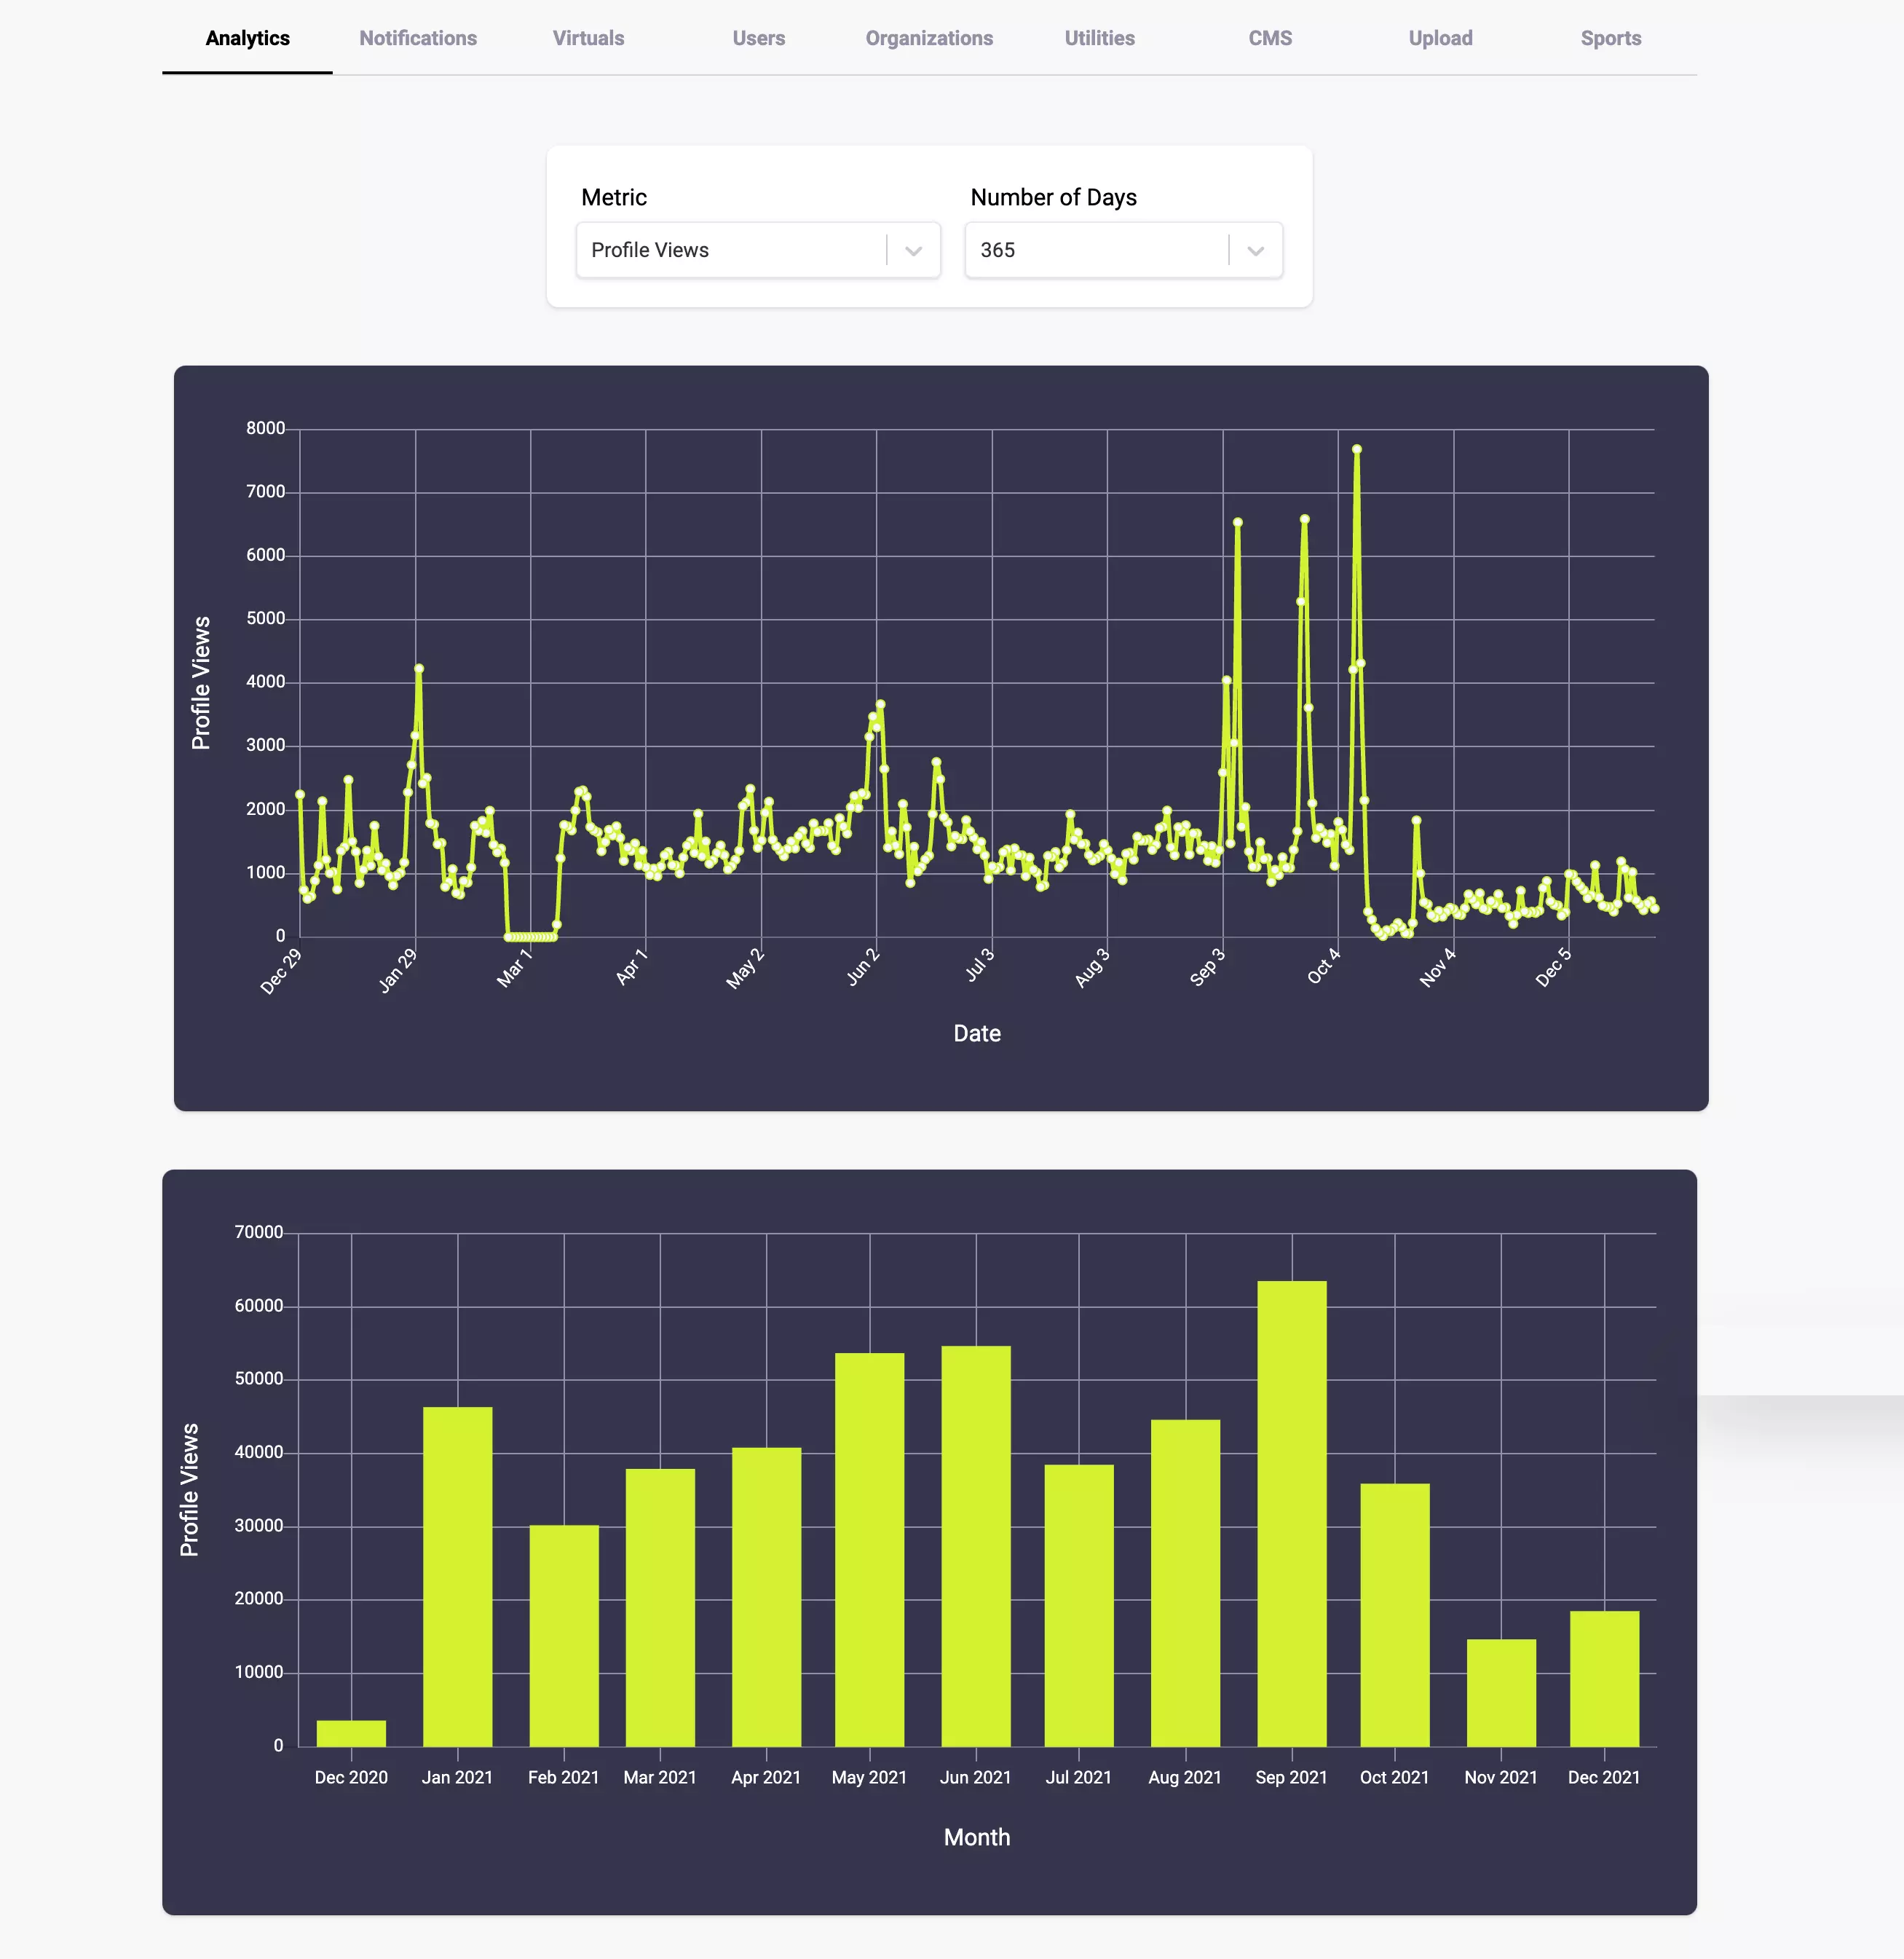 Analytics Notifications Virtuals Users Organizations Utilities CMS Upload Sports
Metric Number of Days
Profile Views 365
8000
7000
6000
5000
4000
3000
2000
1000
0
Profile Views
Dec 29 Jan 29 Mar 1 Apr 1 May 2 Jun 2 Jul 3 Aug 3 Sep 3 Oct 4 Nov 4 Dec 5
Date
70000
60000
50000
40000
30000
20000
10000
0
Profile Views
Dec 2020 Jan 2021 Feb 2021 Mar 2021 Apr 2021 May 2021 Jun 2021 Jul 2021 Aug 2021 Sep 2021 Oct 2021 Nov 2021 Dec 2021
Month